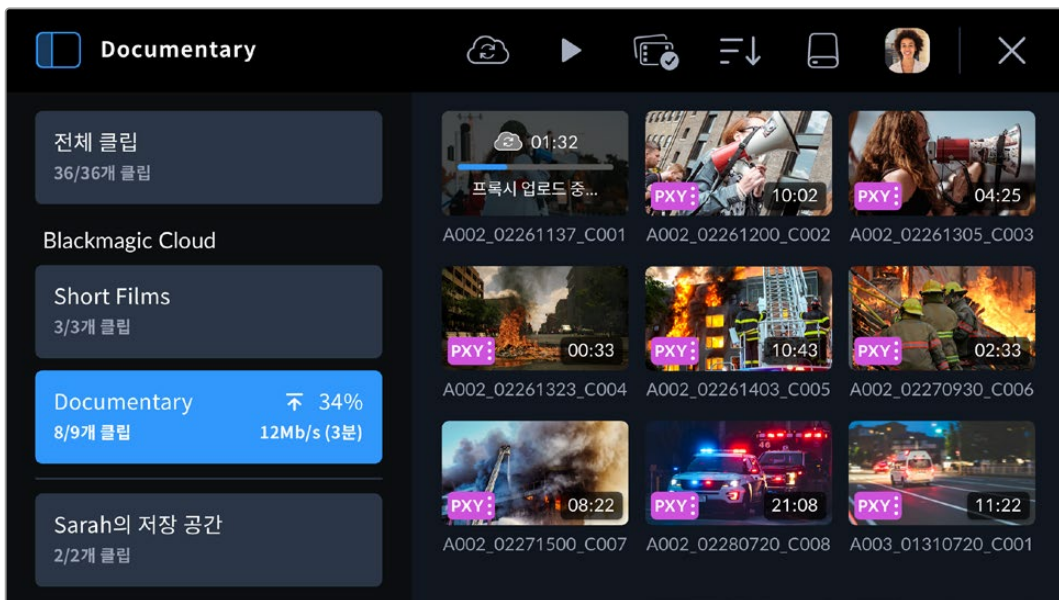 Documentary
전체 클립
36/36개 클립
Blackmagic Cloud
Short Films
3/3개 클립
Documentary 34%
8/9개 클립 12Mb/s (3분)
Sarah의 저장 공간
2/2개 클립
01:32
프록시 업로드 중...
PXY 10:02
PXY 04:25
A002_02261137_C001 A002_02261200_C002 A002_02261305_C003
PXY 00:33
PXY 10:43
PXY 02:33
A002_02261323_C004 A002_02261403_C005 A002_02270930_C006
PXY 08:22
PXY 21:08
PXY 11:22
A002_02271500_C007 A002_02280720_C008 A003_01310720_C001